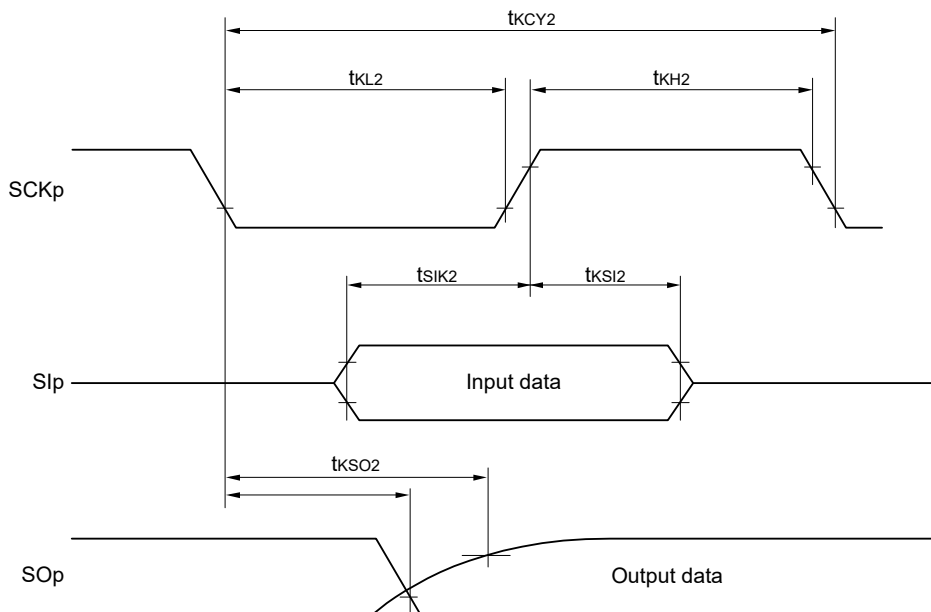 tKCY2
tKL2
tKH2
SCKp
tSIK2
tKSI2
SIp
Input data
tKSO2
SOp
Output data